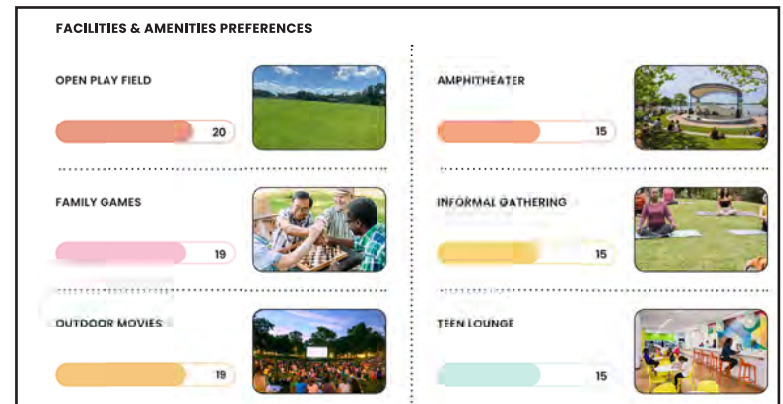 FACILITIES & AMENITIES PREFERENCES
OPEN PLAY FIELD
20
FAMILY GAMES
19
OUTDOOR MOVIES
19
AMPHITHEATER
15
INFORMAL GATHERING
15
TEEN LOUNGE
15